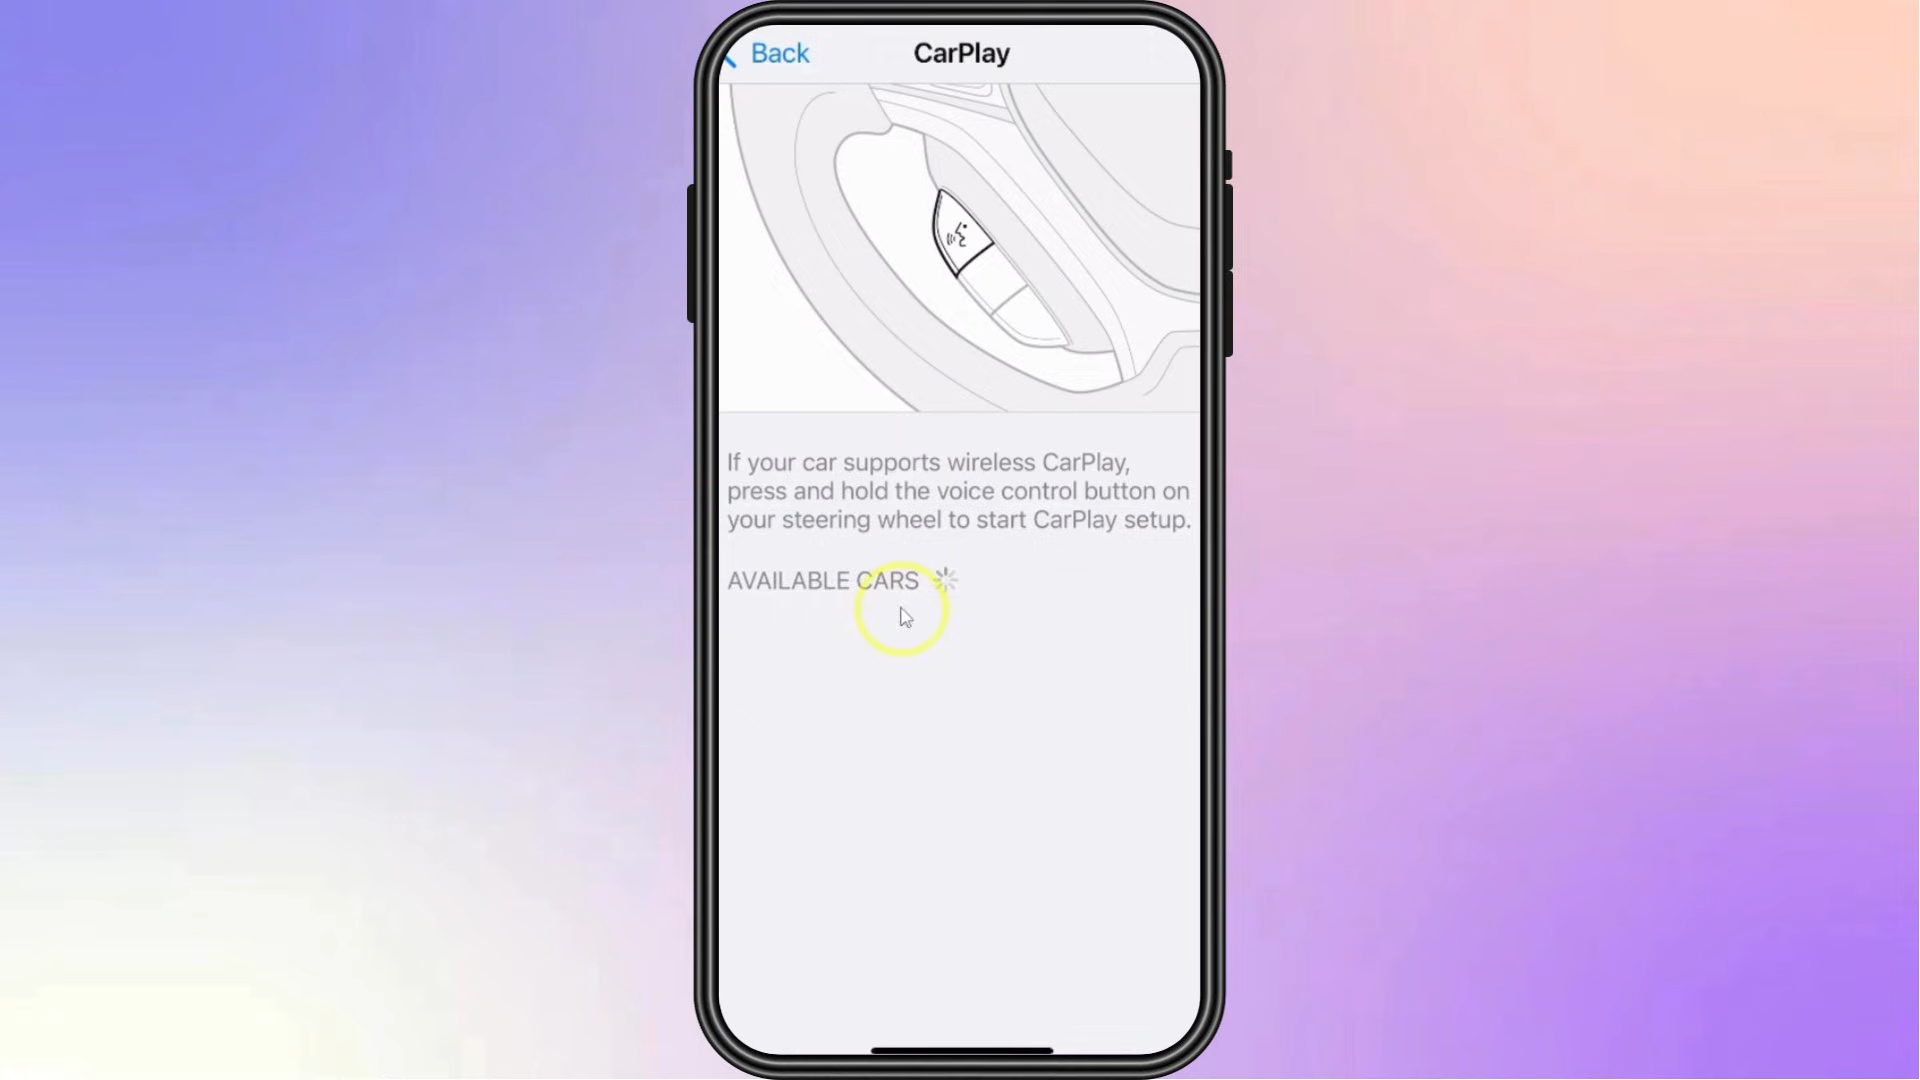 Back
CarPlay
If your car supports wireless CarPlay,
press and hold the voice control button on
your steering wheel to start CarPlay setup.
AVAILABLE CARS